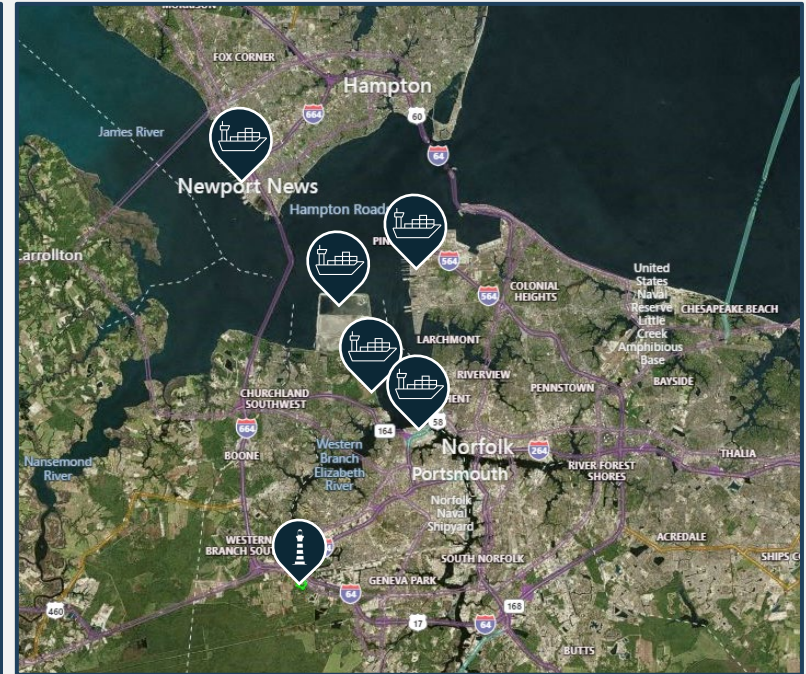 FOX CORNER
Hampton
664
60
James River
64
Newport News
Hampton Roads
564
COLONIAL
HEIGHTS
564
United
States
Naval
Reserve
Little
Creek
Amphibious
Base
CHESAPEAKE BEACH
LARCHMONT
RIVERVIEW
PENNSTOWN
BAYSIDE
CHURCHLAND
SOUTHWEST
58
164
664
BOONE
Western
Branch
Elizabeth
River
Norfolk
264
THALIA
Nansemond
River
RIVER FOREST
SHORES
Portsmouth
Norfolk
Naval
Shipyard
WESTERN
BRANCH SOU
ACREDALE
SHIPS C
SOUTH NORFOLK
GENEVA PARK
64
460
17
64
168
BUTTS